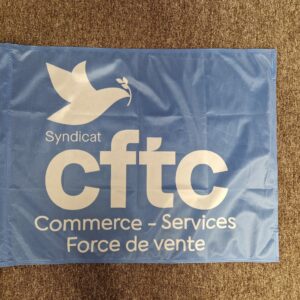 Syndicat
cftc
Commerce - Services
Force de vente